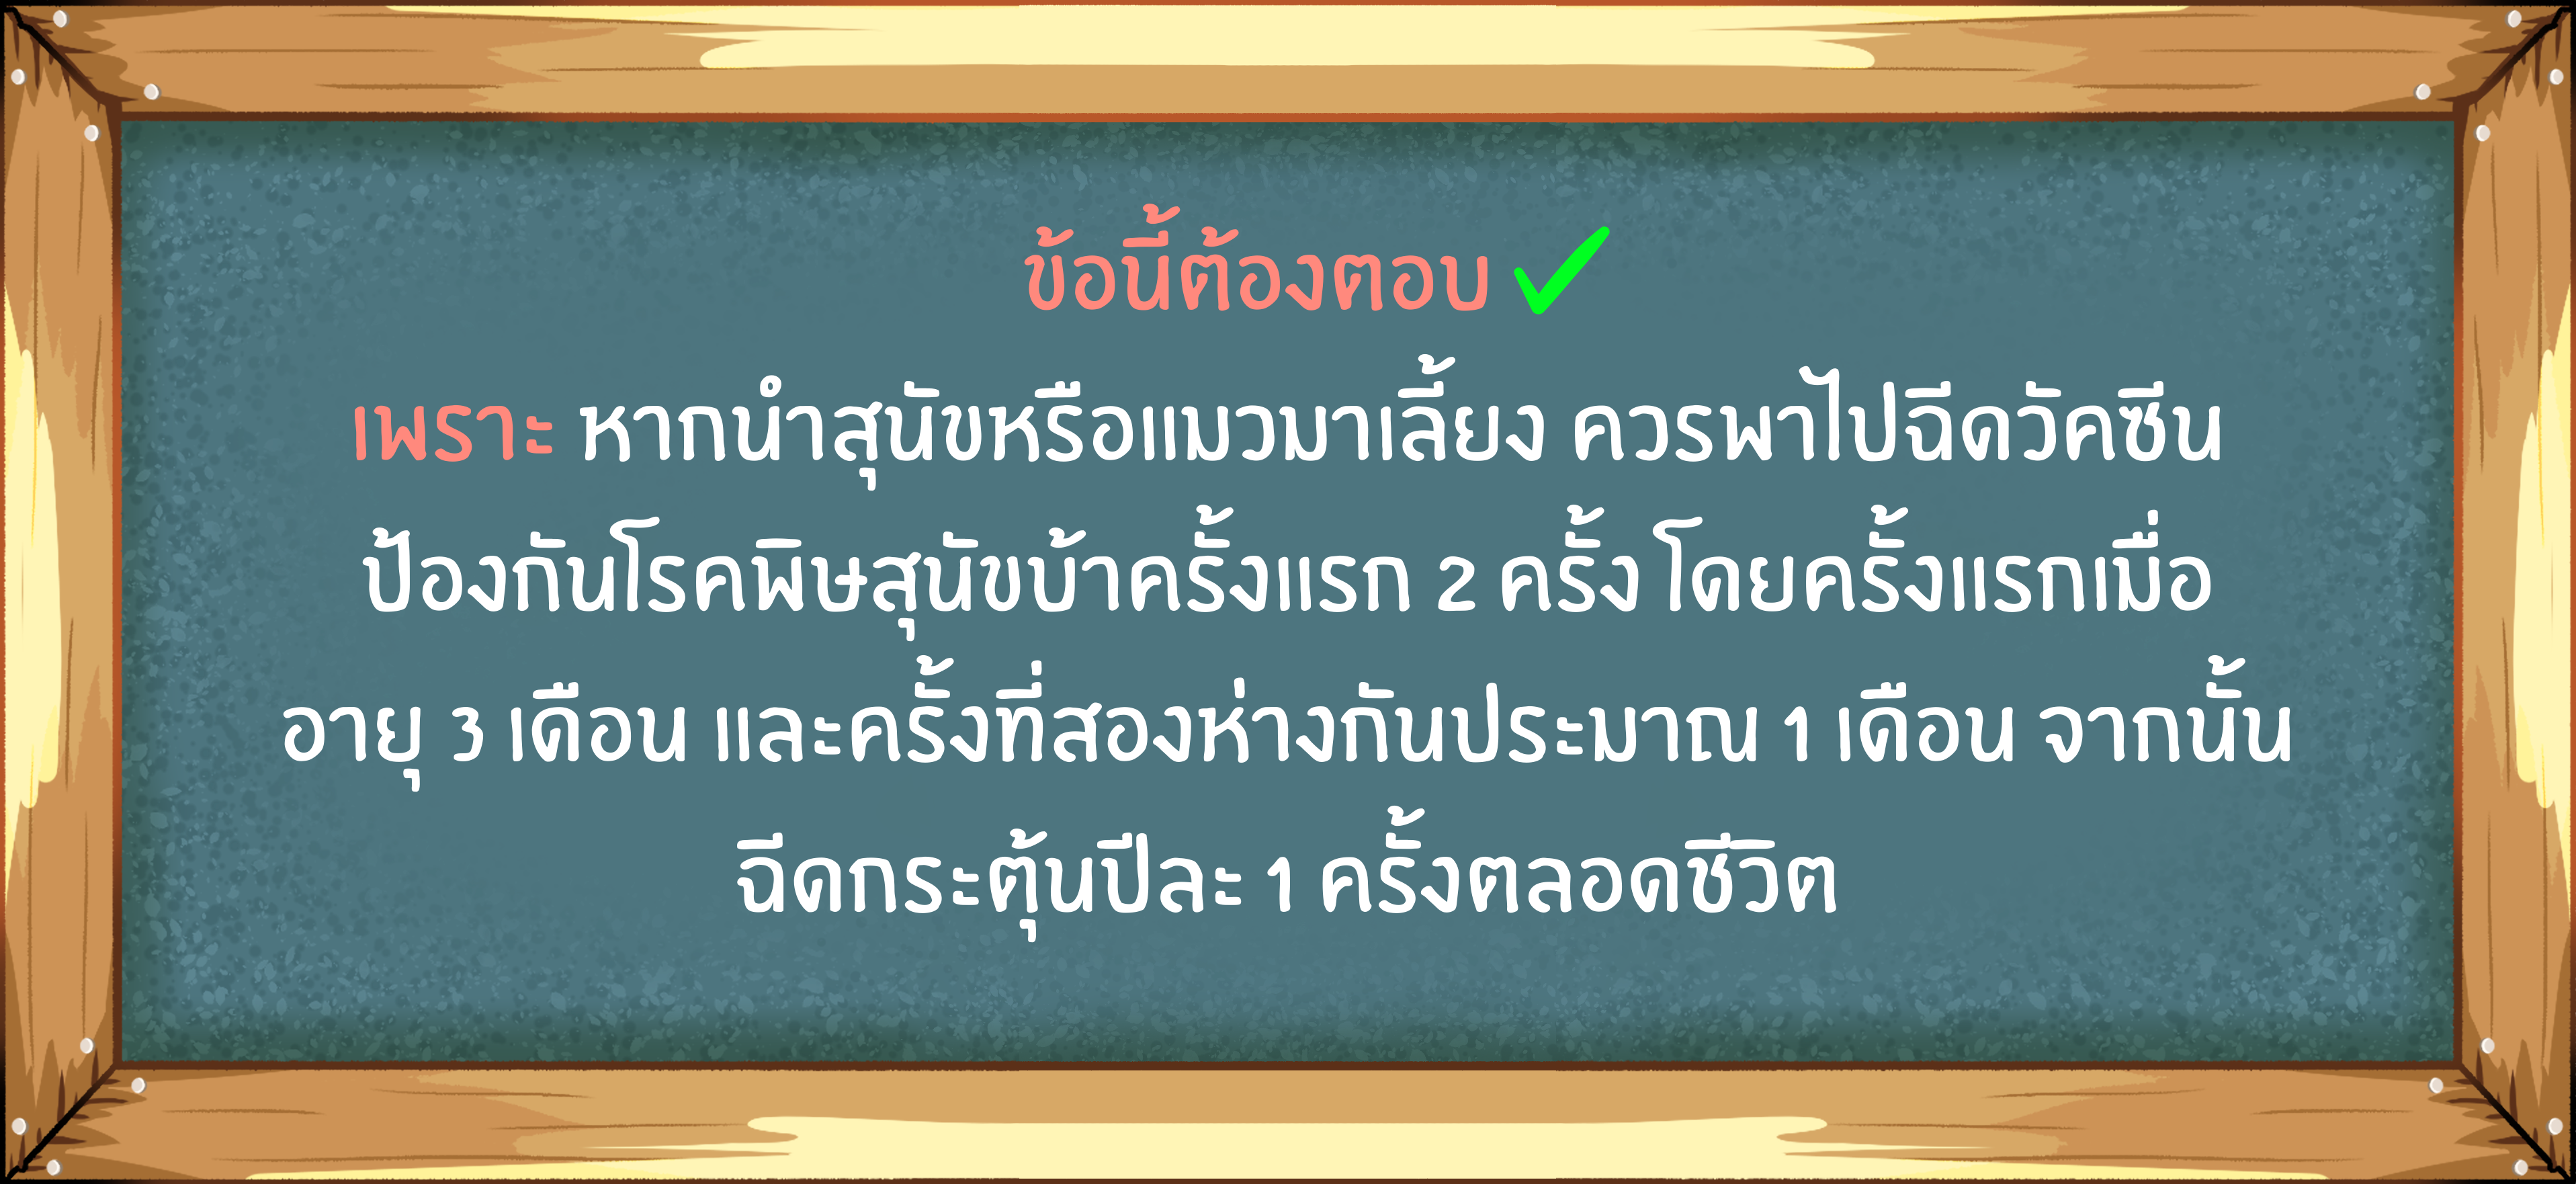 ข้อนี้ต้องตอบ ✓
เพราะ หากนำสุนัขหรือแมวมาเลี้ยง ควรพาไปฉีดวัคซีน
ป้องกันโรคพิษสุนัขบ้าครั้งแรก 2 ครั้ง โดยครั้งแรกเมื่อ
อายุ 3 เดือน และครั้งที่สองห่างกันประมาณ 1 เดือน จากนั้น
ฉีดกระตุ้นปีละ 1 ครั้งตลอดชีวิต